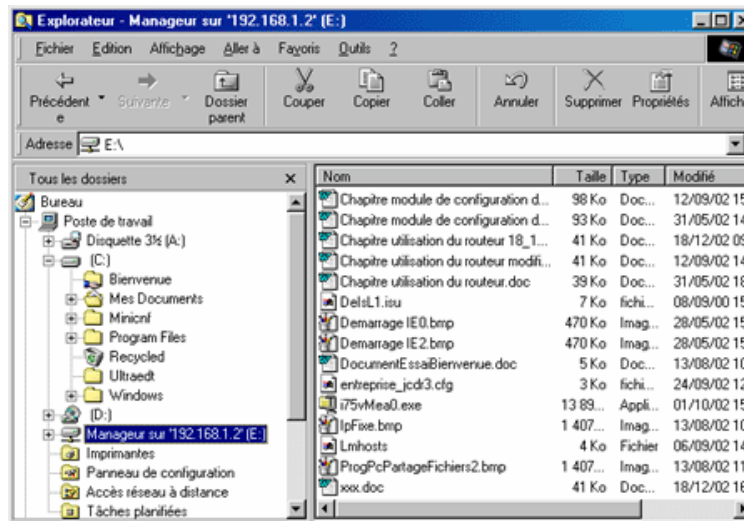 Explorateur - Manageur sur '192.168.1.2' (E:)
Fichier Edition Affichage Aller à Favoris Outils ?
Précédent e Suivante Dossier parent Couper Copier Coller Annuler Supprimer Propriétés Affich
Adresse E:\
Tous les dossiers
Bureau
Poste de travail
Disquette 3½ (A:)
(C:)
Bienvenue
Mes Documents
Minicnf
Program Files
Recycled
Ultraedt
Windows
(D:)
Manageur sur '192.168.1.2' (E:)
Imprimantes
Panneau de configuration
Accès réseau à distance
Tâches planifiées
Nom Taille Type Modifié
Chapitre module de configuration d... 98 Ko Doc... 12/09/02 15
Chapitre module de configuration d... 93 Ko Doc... 31/05/02 14
Chapitre utilisation du routeur 18_1... 41 Ko Doc... 18/12/02 09
Chapitre utilisation du routeur modifi... 41 Ko Doc... 12/09/02 14
Chapitre utilisation du routeur.doc 39 Ko Doc... 31/05/02 18
DelsL1.isu 7 Ko fichi... 08/09/00 15
Demarrage IE0.bmp 470 Ko Imag... 28/05/02 15
Demarrage IE2.bmp 470 Ko Imag... 28/05/02 15
DocumentEssaiBienvenue.doc 5 Ko Doc... 13/08/02 10
entreprise_jcdr3.cfg 3 Ko fichi... 24/09/02 12
i75vMea0.exe 13 89... Appli... 01/10/02 15
IpFixe.bmp 1 407... Imag... 13/08/02 10
Lmhosts 4 Ko Fichier 06/09/02 14
ProgPcPartageFichiers2.bmp 1 407... Imag... 13/08/02 11
xxx.doc 41 Ko Doc... 18/12/02 16